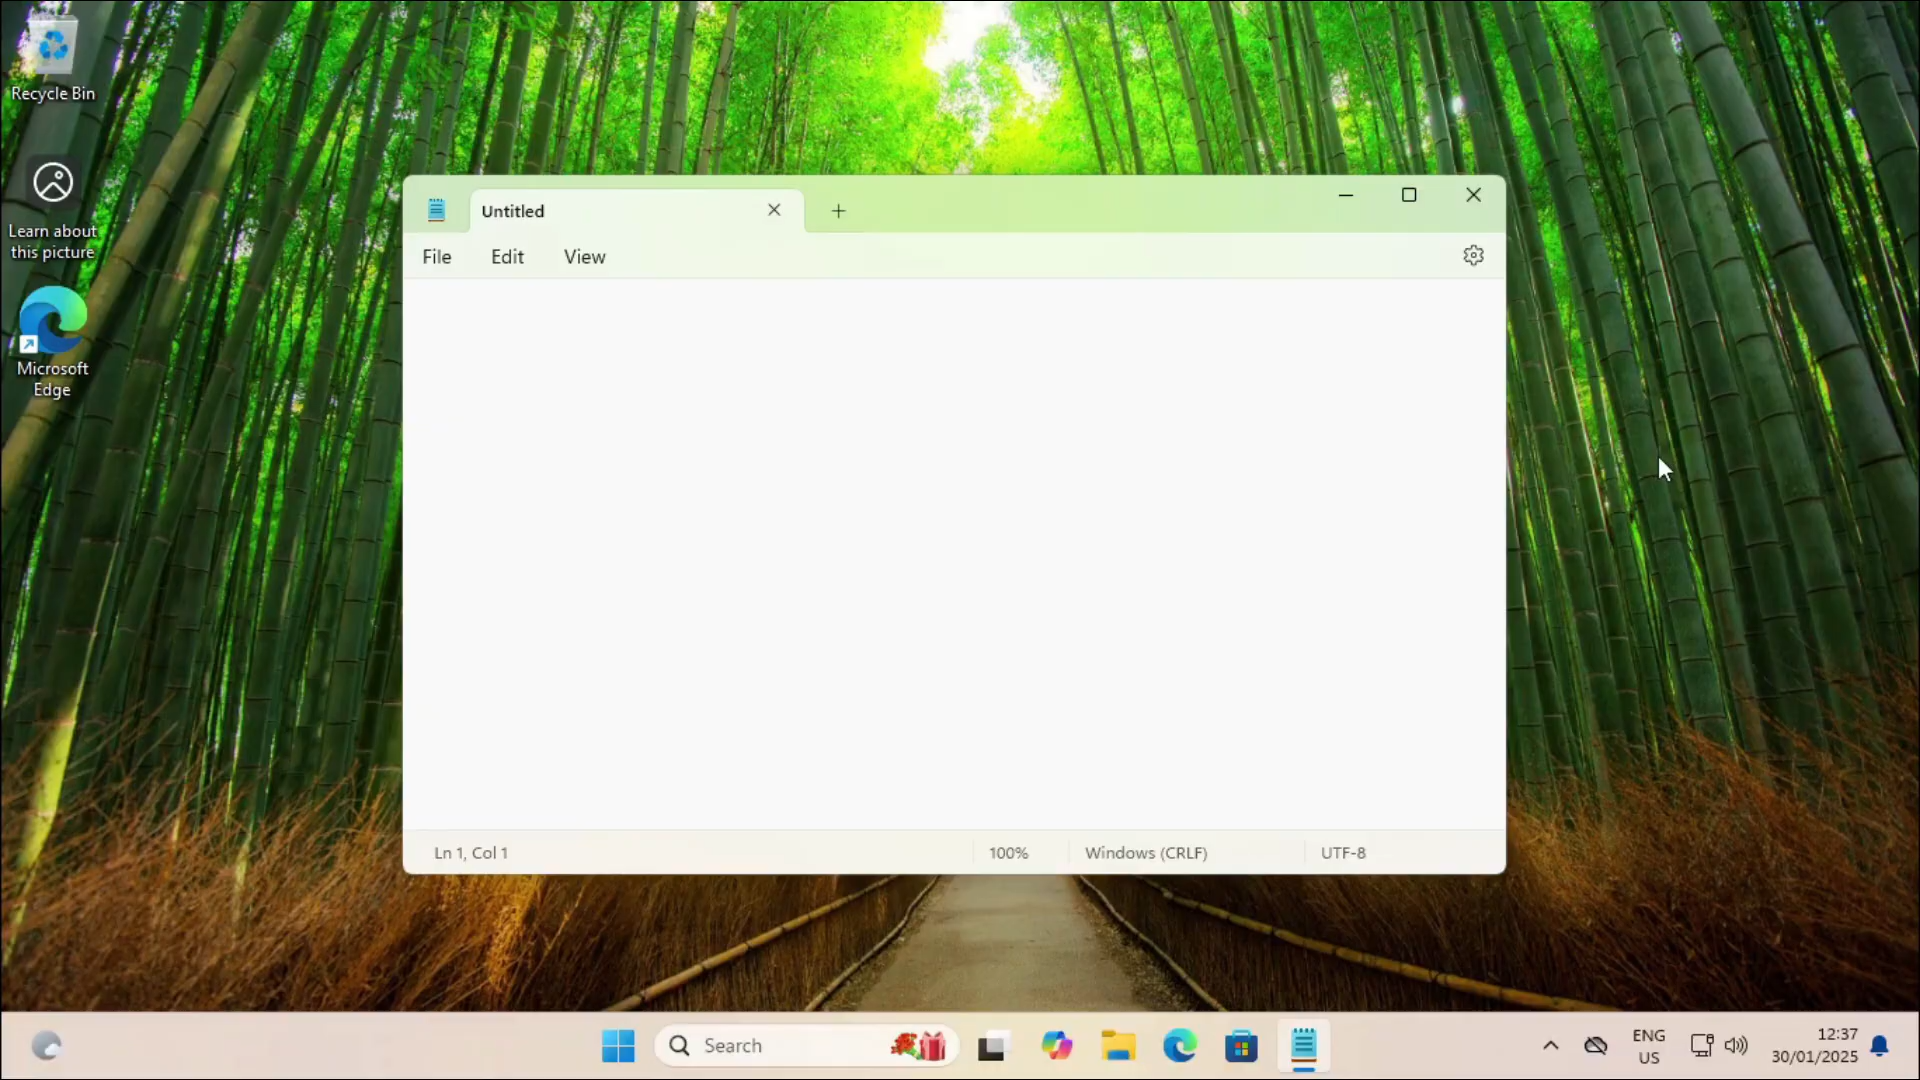 Recycle Bin
Learn about
this picture
Microsoft
Edge
Untitled
File Edit View
Ln 1, Col 1 100% Windows (CRLF) UTF-8
Search
ENG
US
12:37
30/01/2025